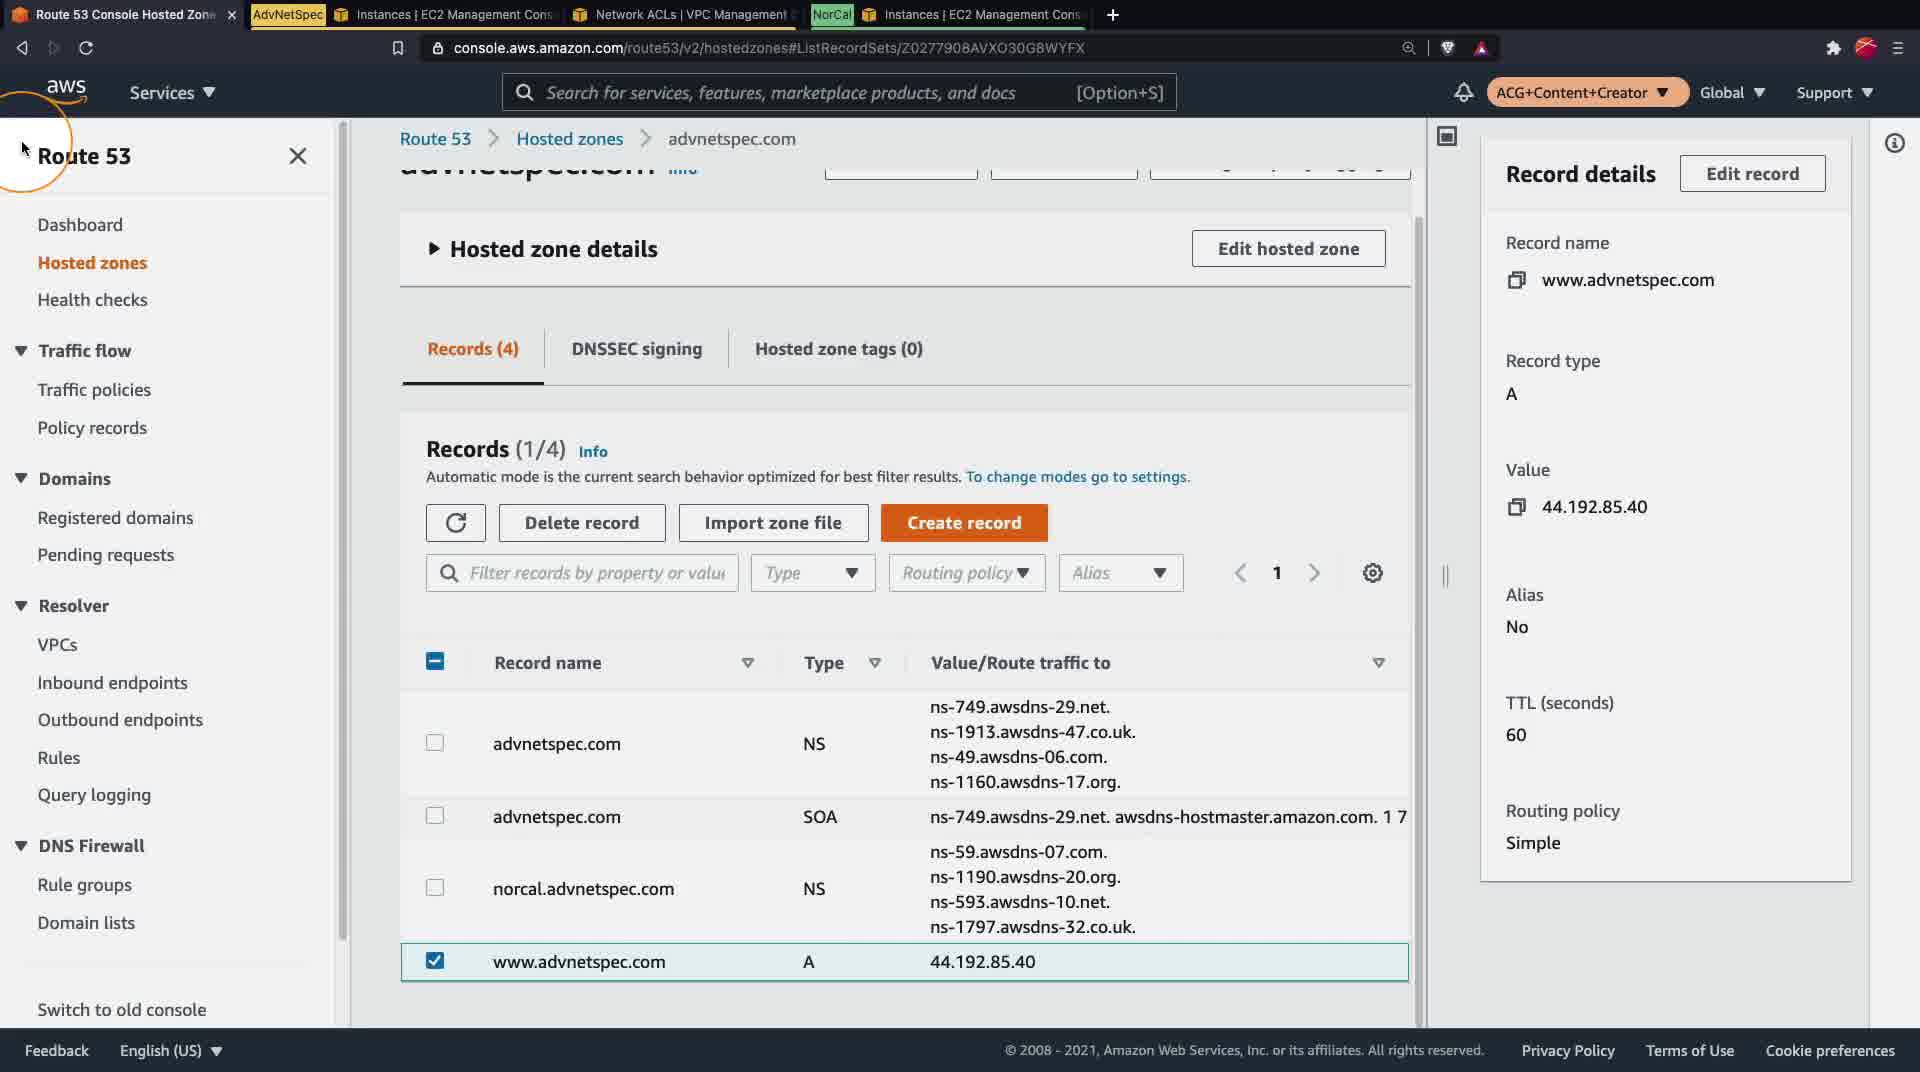 Route 53 Console Hosted Zone
AdvNetSpec
Instances | EC2 Management Cons
Network ACLs | VPC Management
NorCal
Instances | EC2 Management Cons
console.aws.amazon.com/route53/v2/hostedzones#ListRecordSets/Z0277908AVXO30G8WYFX
aws
Services
Search for services, features, marketplace products, and docs
[Option+S]
ACG+Content+Creator
Global
Support
Route 53
Dashboard
Hosted zones
Health checks
Traffic flow
Traffic policies
Policy records
Domains
Registered domains
Pending requests
Resolver
VPCs
Inbound endpoints
Outbound endpoints
Rules
Query logging
DNS Firewall
Rule groups
Domain lists
Switch to old console
Route 53
Hosted zones
advnetspec.com
advnetspec.com Info
Hosted zone details
Edit hosted zone
Records (4)
DNSSEC signing
Hosted zone tags (0)
Records (1/4) Info
Automatic mode is the current search behavior optimized for best filter results. To change modes go to settings.
Delete record
Import zone file
Create record
Filter records by property or value
Type
Routing policy
Alias
1
Record name
Type
Value/Route traffic to
advnetspec.com
NS
ns-749.awsdns-29.net.
ns-1913.awsdns-47.co.uk.
ns-49.awsdns-06.com.
ns-1160.awsdns-17.org.
advnetspec.com
SOA
ns-749.awsdns-29.net. awsdns-hostmaster.amazon.com. 1 7
norcal.advnetspec.com
NS
ns-59.awsdns-07.com.
ns-1190.awsdns-20.org.
ns-593.awsdns-10.net.
ns-1797.awsdns-32.co.uk.
www.advnetspec.com
A
44.192.85.40
Record details
Edit record
Record name
www.advnetspec.com
Record type
A
Value
44.192.85.40
Alias
No
TTL (seconds)
60
Routing policy
Simple
Feedback
English (US)
© 2008 - 2021, Amazon Web Services, Inc. or its affiliates. All rights reserved.
Privacy Policy
Terms of Use
Cookie preferences